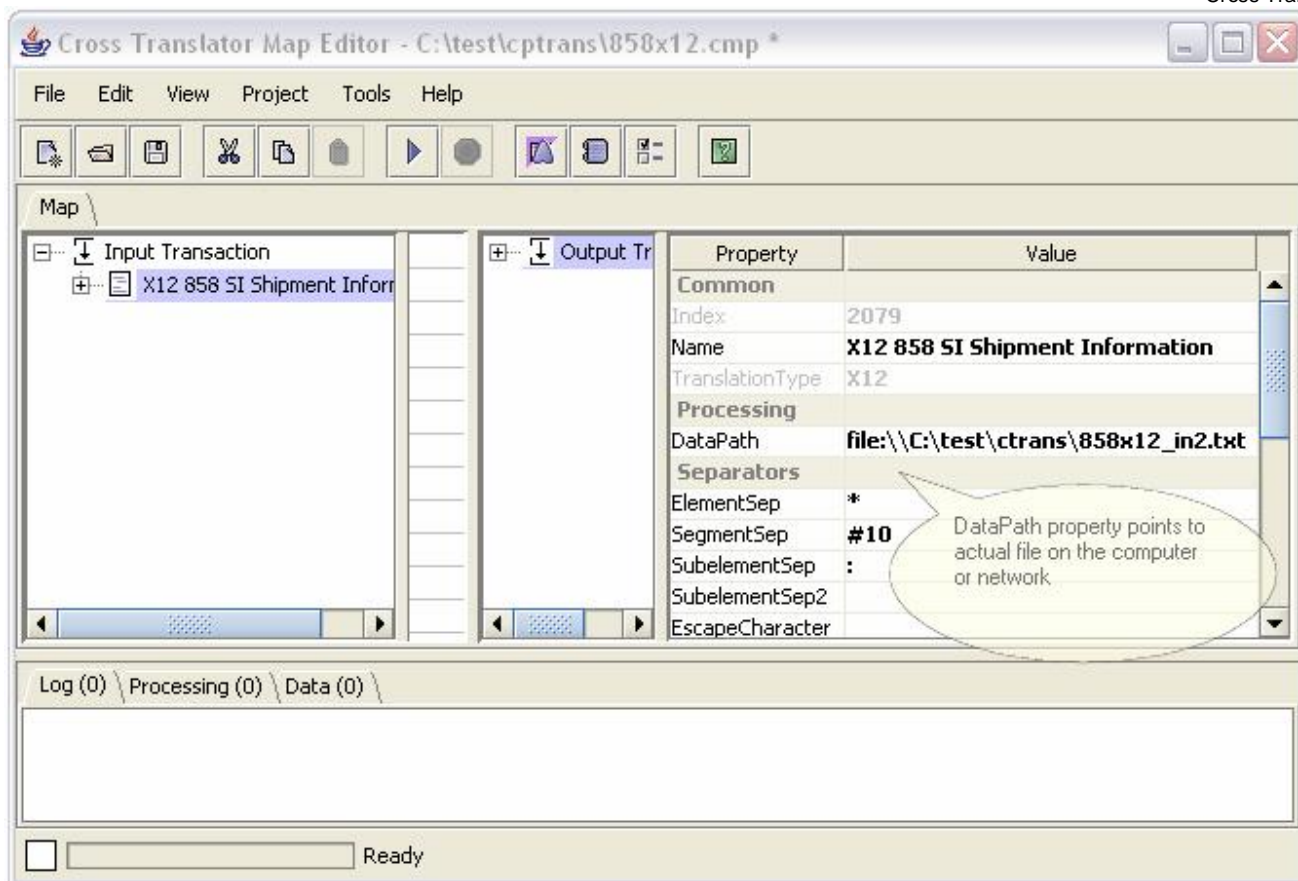 Cross Translator Map Editor - C:\test\cptrans\858x12.cmp *
File Edit View Project Tools Help
Map
Input Transaction
X12 858 SI Shipment Inforr
Output Tr
Property Value
Common
Index 2079
Name X12 858 SI Shipment Information
TranslationType X12
Processing
DataPath file:\\C:\test\ctrans\858x12_in2.txt
Separators
ElementSep *
SegmentSep #10
SubelementSep :
SubelementSep2
EscapeCharacter
DataPath property points to
actual file on the computer
or network
Log (0) Processing (0) Data (0)
Ready